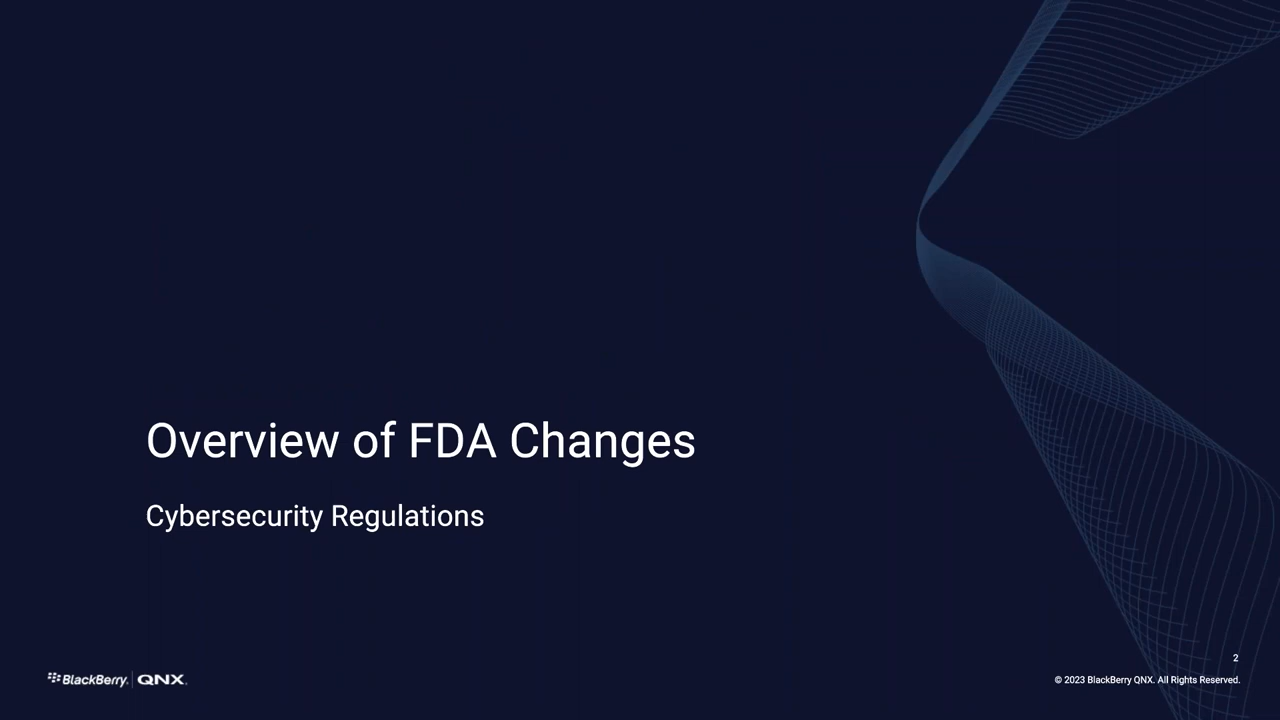 Overview of FDA Changes
Cybersecurity Regulations
2
BlackBerry. QNX.
© 2023 BlackBerry QNX. All Rights Reserved.